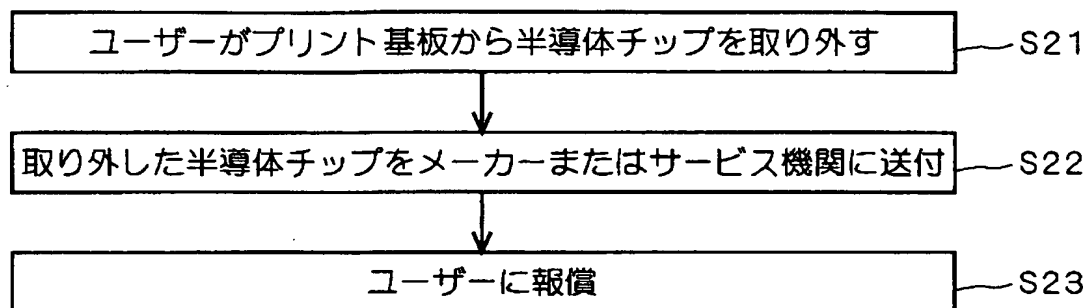 ユーザーがプリント基板から半導体チップを取り外す S21
取り外した半導体チップをメーカーまたはサービス機関に送付 S22
ユーザーに報償 S23